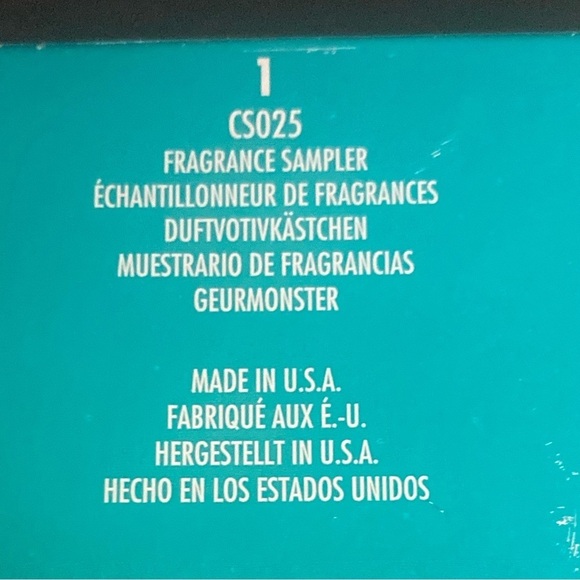 1
CS025
FRAGRANCE SAMPLER
ÉCHANTILLONNEUR DE FRAGRANCES
DUFTVOTIVKÄSTCHEN
MUESTRARIO DE FRAGRANCIAS
GEURMONSTER
MADE IN U.S.A.
FABRIQUÉ AUX É.-U.
HERGESTELLT IN U.S.A.
HECHO EN LOS ESTADOS UNIDOS